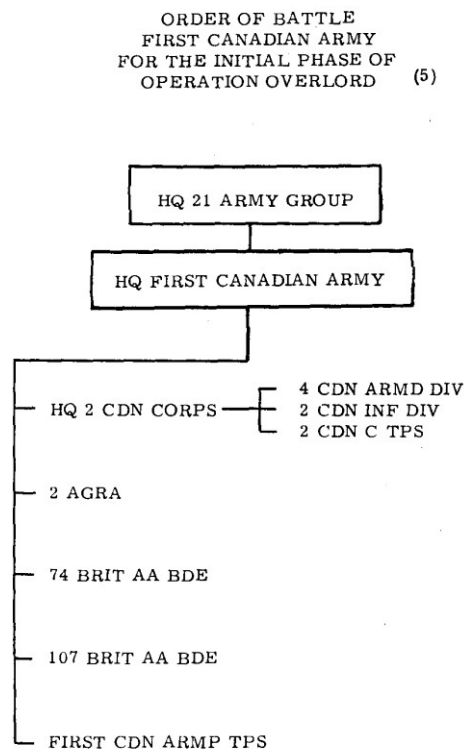 ORDER OF BATTLE
FIRST CANADIAN ARMY
FOR THE INITIAL PHASE OF
OPERATION OVERLORD (5)
HQ 21 ARMY GROUP
HQ FIRST CANADIAN ARMY
HQ 2 CDN CORPS
4 CDN ARMD DIV
2 CDN INF DIV
2 CDN C TPS
2 AGRA
74 BRIT AA BDE
107 BRIT AA BDE
FIRST CDN ARMP TPS